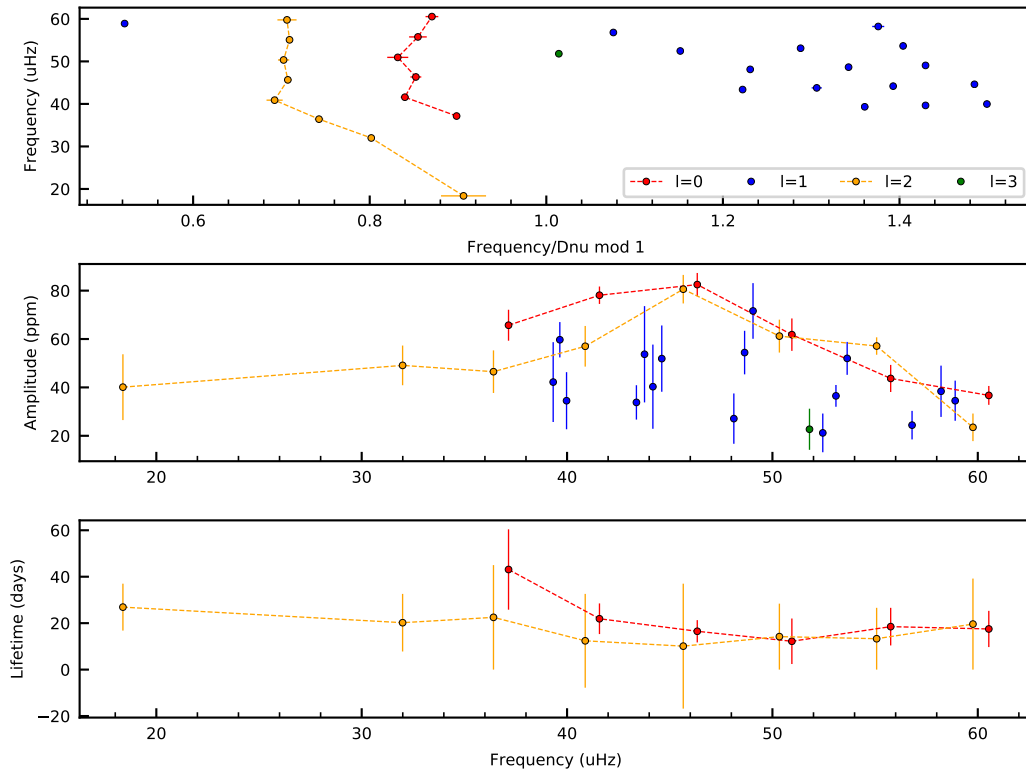 60
50
40
30
20
Frequency (uHz)
l=0 l=1 l=2 l=3
0.6 0.8 1.0 1.2 1.4
Frequency/Dnu mod 1
80
60
40
20
Amplitude (ppm)
20 30 40 50 60
60
40
20
0
−20
Lifetime (days)
20 30 40 50 60
Frequency (uHz)